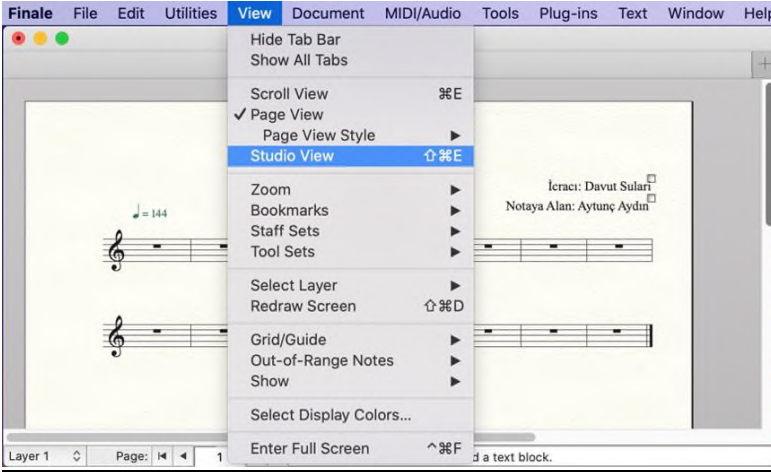 Finale File Edit Utilities View Document MIDI/Audio Tools Plug-ins Text Window Help
Hide Tab Bar
Show All Tabs
Scroll View ⌘E
✓ Page View
Page View Style ▶
Studio View ⇧⌘E
Zoom ▶
Bookmarks ▶
Staff Sets ▶
Tool Sets ▶
Select Layer ▶
Redraw Screen ⇧⌘D
Grid/Guide ▶
Out-of-Range Notes ▶
Show ▶
Select Display Colors...
Enter Full Screen ^⌘F
İcracı: Davut Sulari
Notaya Alan: Aytunç Aydın
♩ = 144
Layer 1 Page: 1 d a text block.